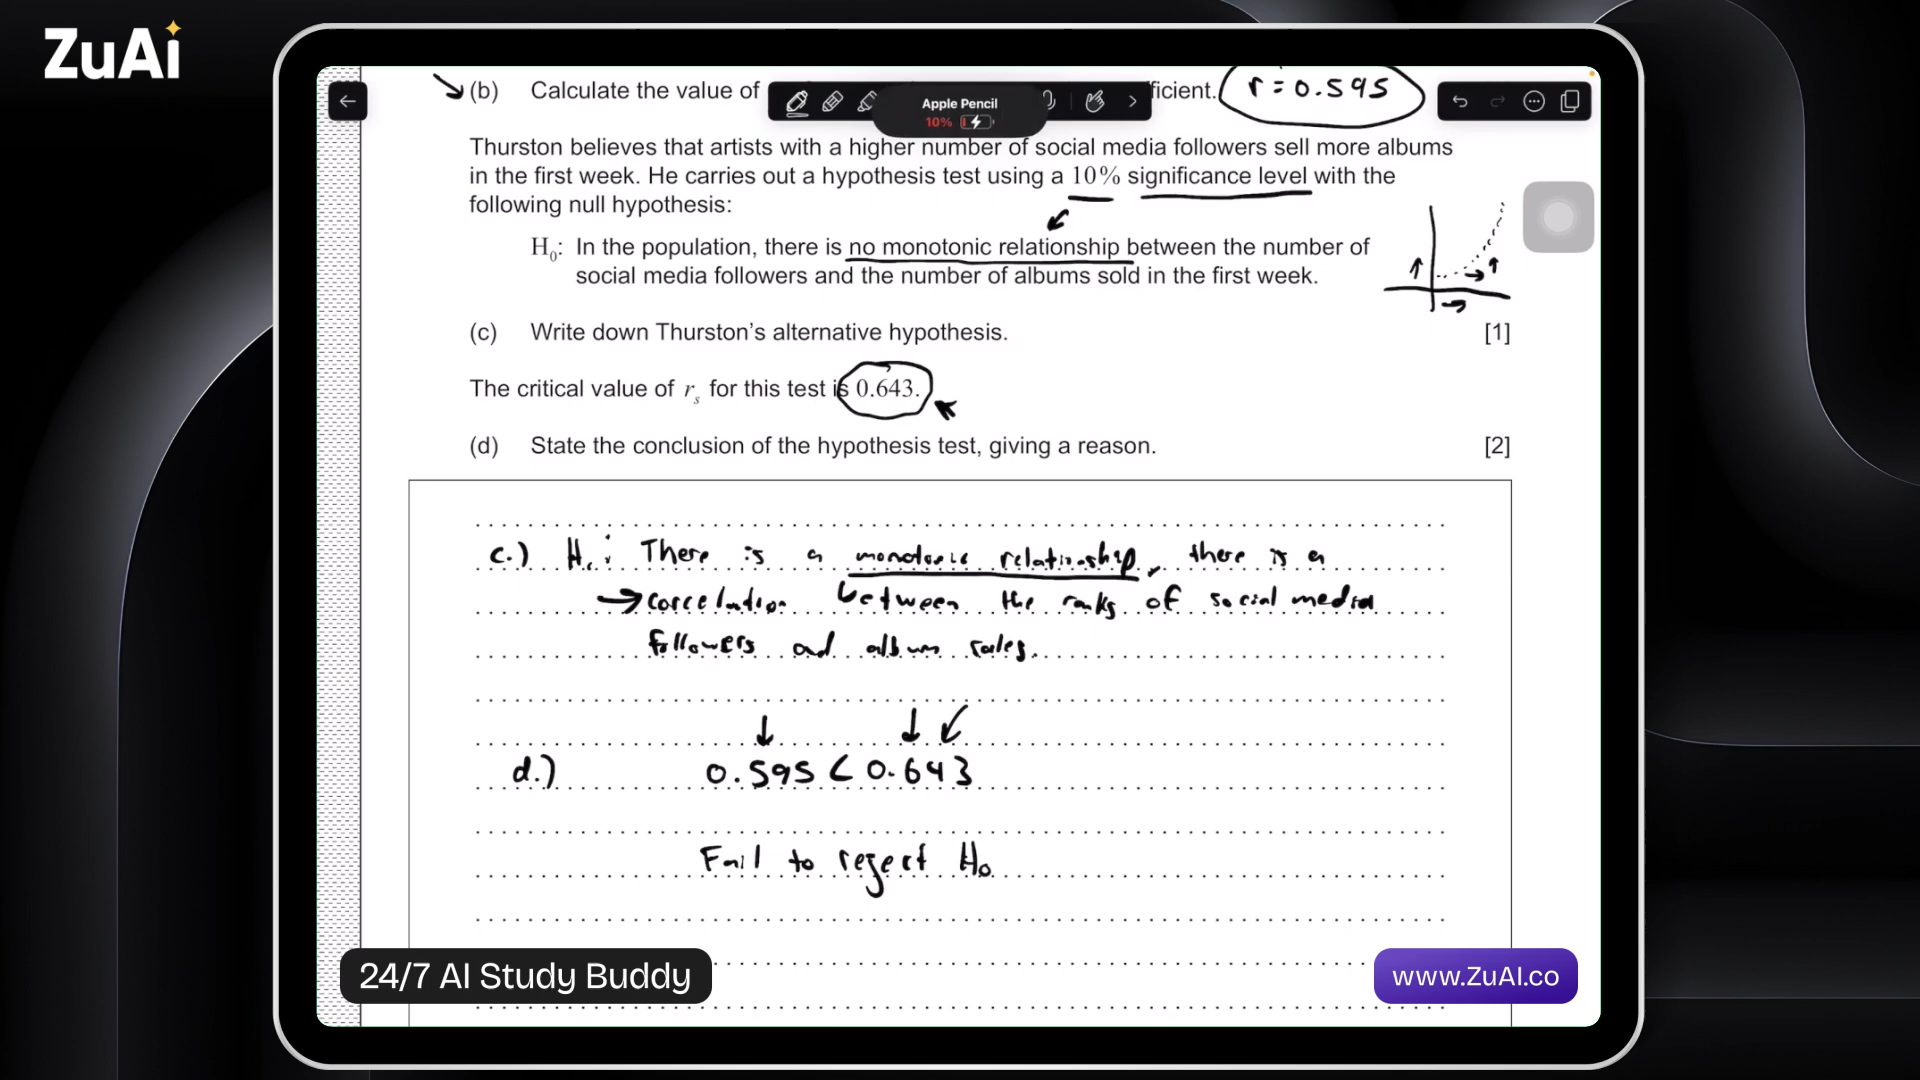 ZuAi
(b) Calculate the value of
ficient.
r = 0.595
Apple Pencil
10%
Thurston believes that artists with a higher number of social media followers sell more albums
in the first week. He carries out a hypothesis test using a 10% significance level with the
following null hypothesis:
H0: In the population, there is no monotonic relationship between the number of
social media followers and the number of albums sold in the first week.
(c) Write down Thurston's alternative hypothesis. [1]
The critical value of rs for this test is 0.643.
(d) State the conclusion of the hypothesis test, giving a reason. [2]
c.) H1: There is a monotonic relationship, there is a
→ correlation between the ranks of social media
followers and album sales.
d.) 0.595 < 0.643
Fail to reject H0
24/7 AI Study Buddy
www.ZuAI.co